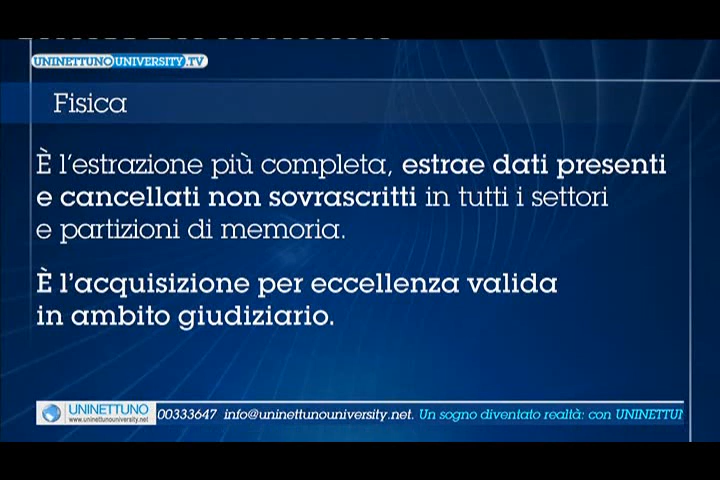 UNINETTUNOUNIVERSITY.TV
Fisica
È l'estrazione più completa, estrae dati presenti
e cancellati non sovrascritti in tutti i settori
e partizioni di memoria.
È l'acquisizione per eccellenza valida
in ambito giudiziario.
UNINETTUNO
www.uninettunouniversity.net
00333647 info@uninettunouniversity.net. Un sogno diventato realtà: con UNINETTUN